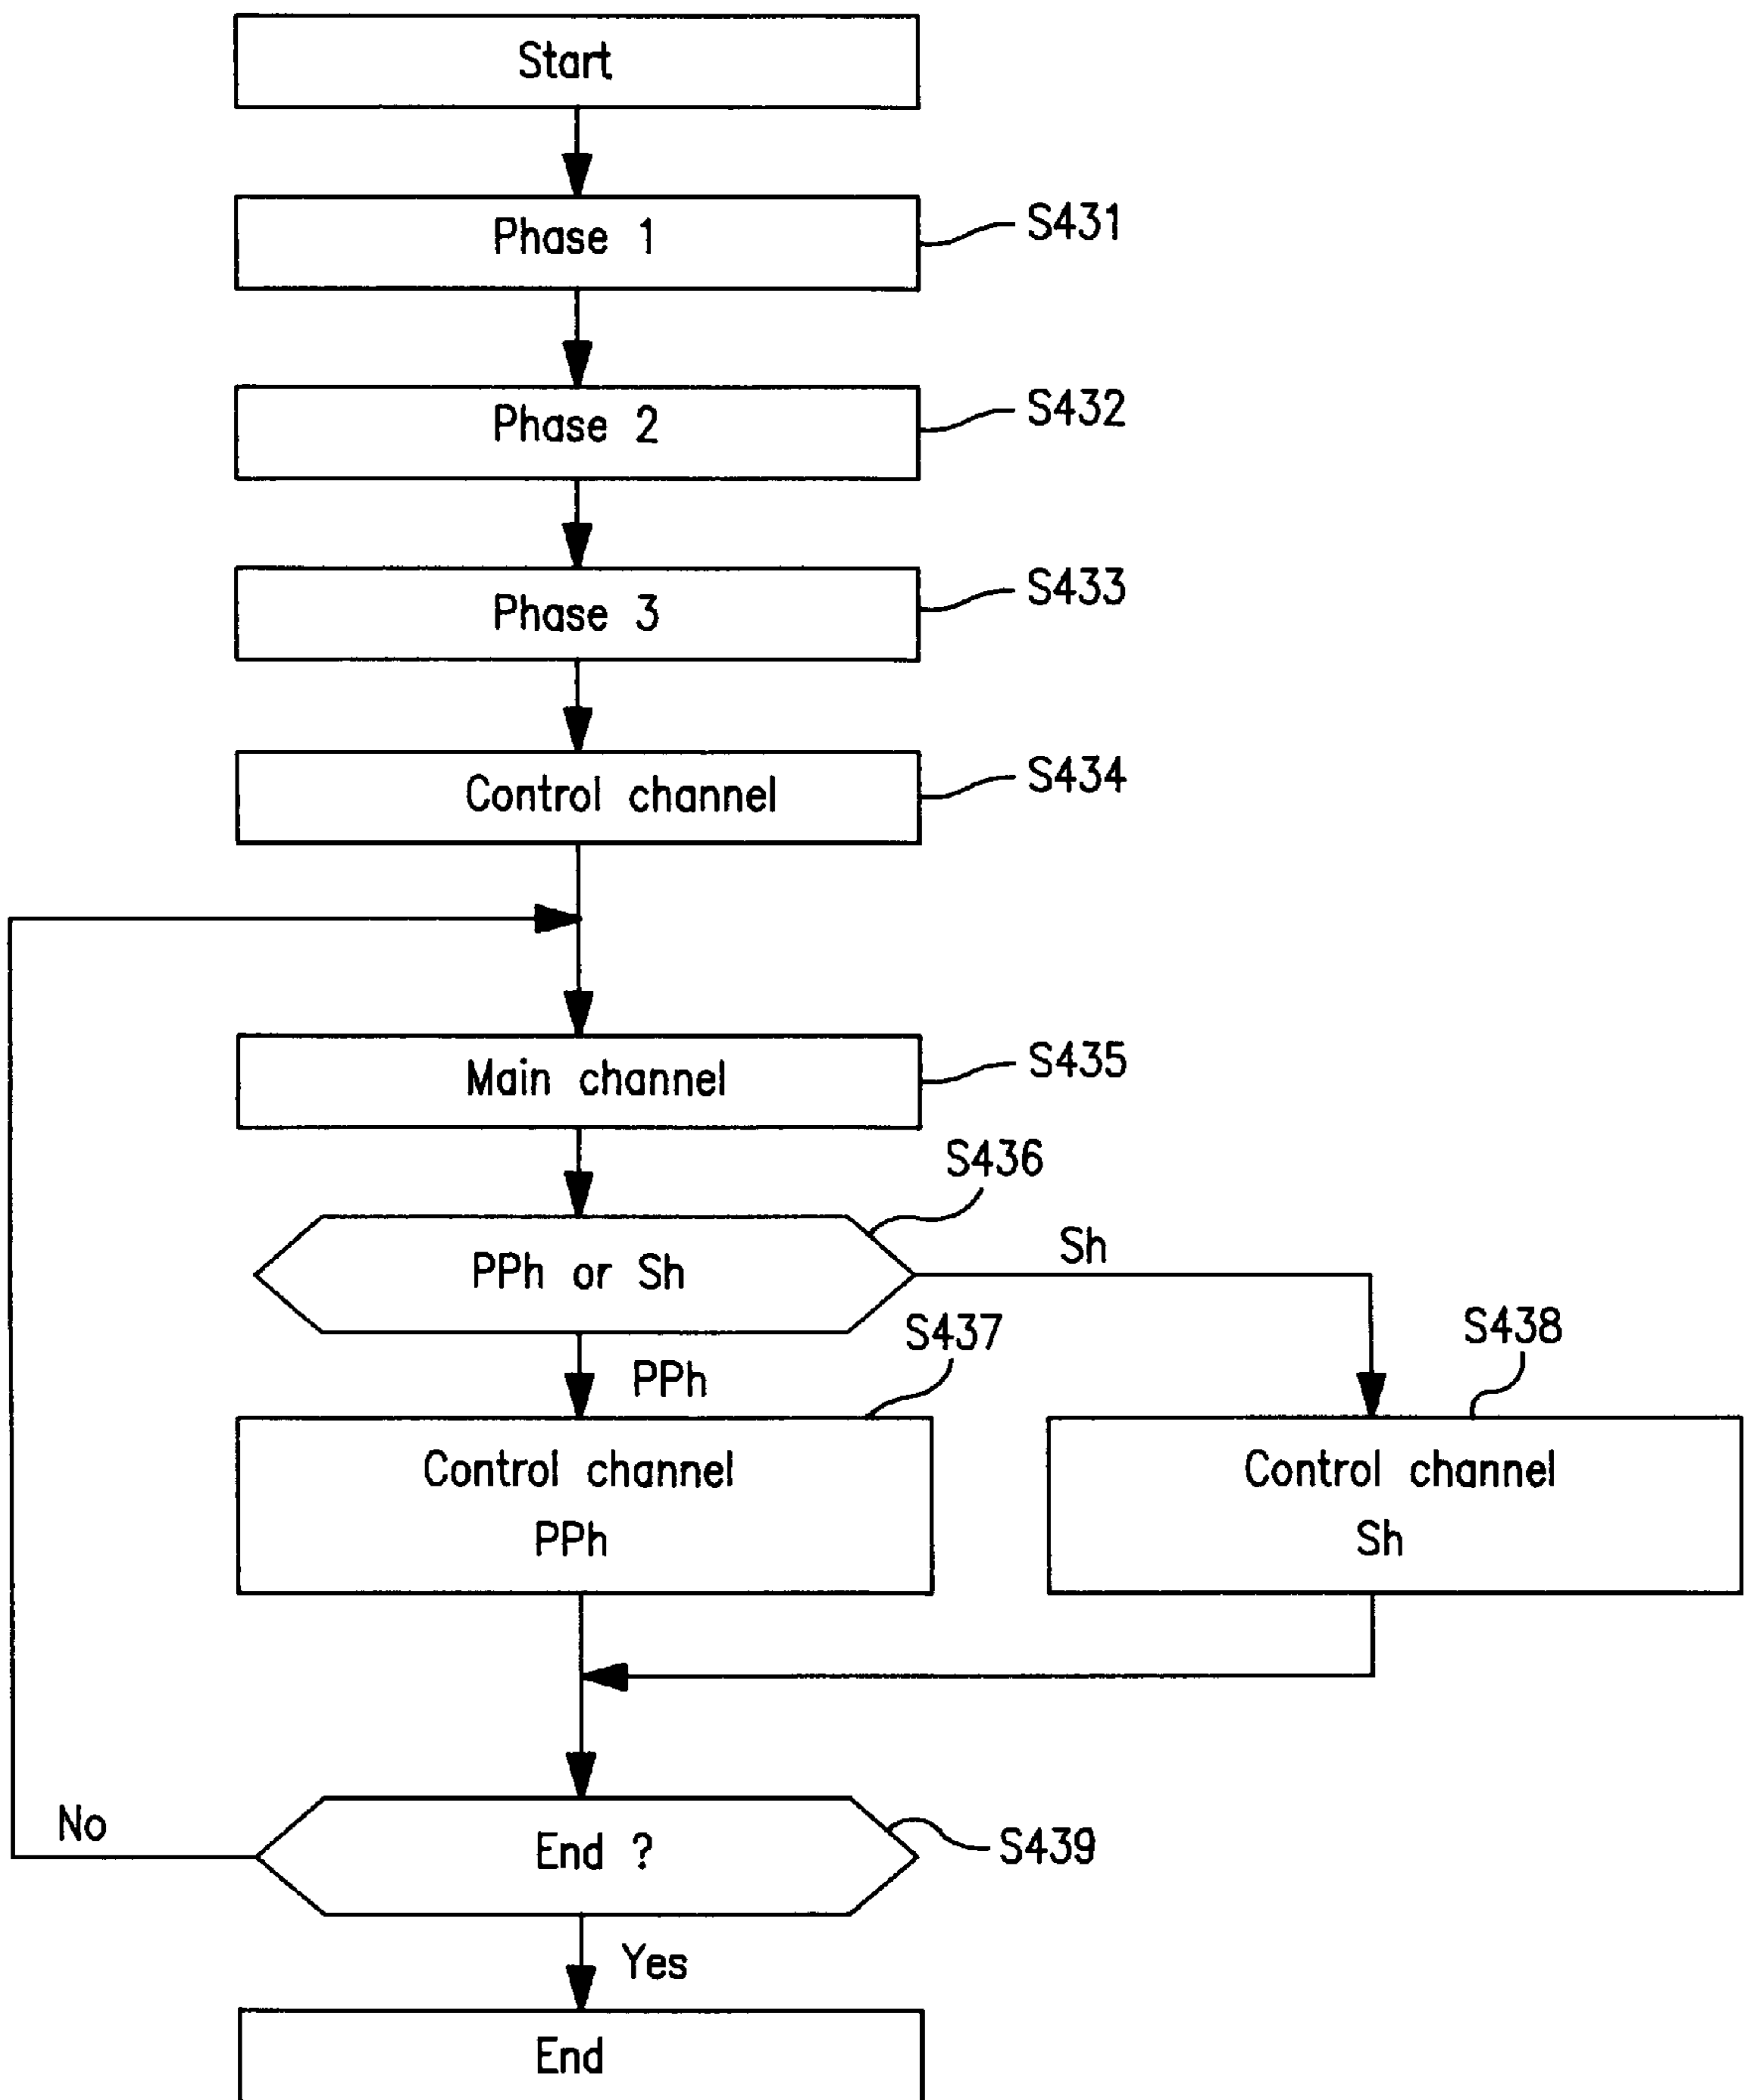 Start
Phase 1
S431
Phase 2
S432
Phase 3
S433
Control channel
S434
Main channel
S435
S436
PPh or Sh
Sh
S437
S438
PPh
Control channel
PPh
Control channel
Sh
No
End ?
S439
Yes
End